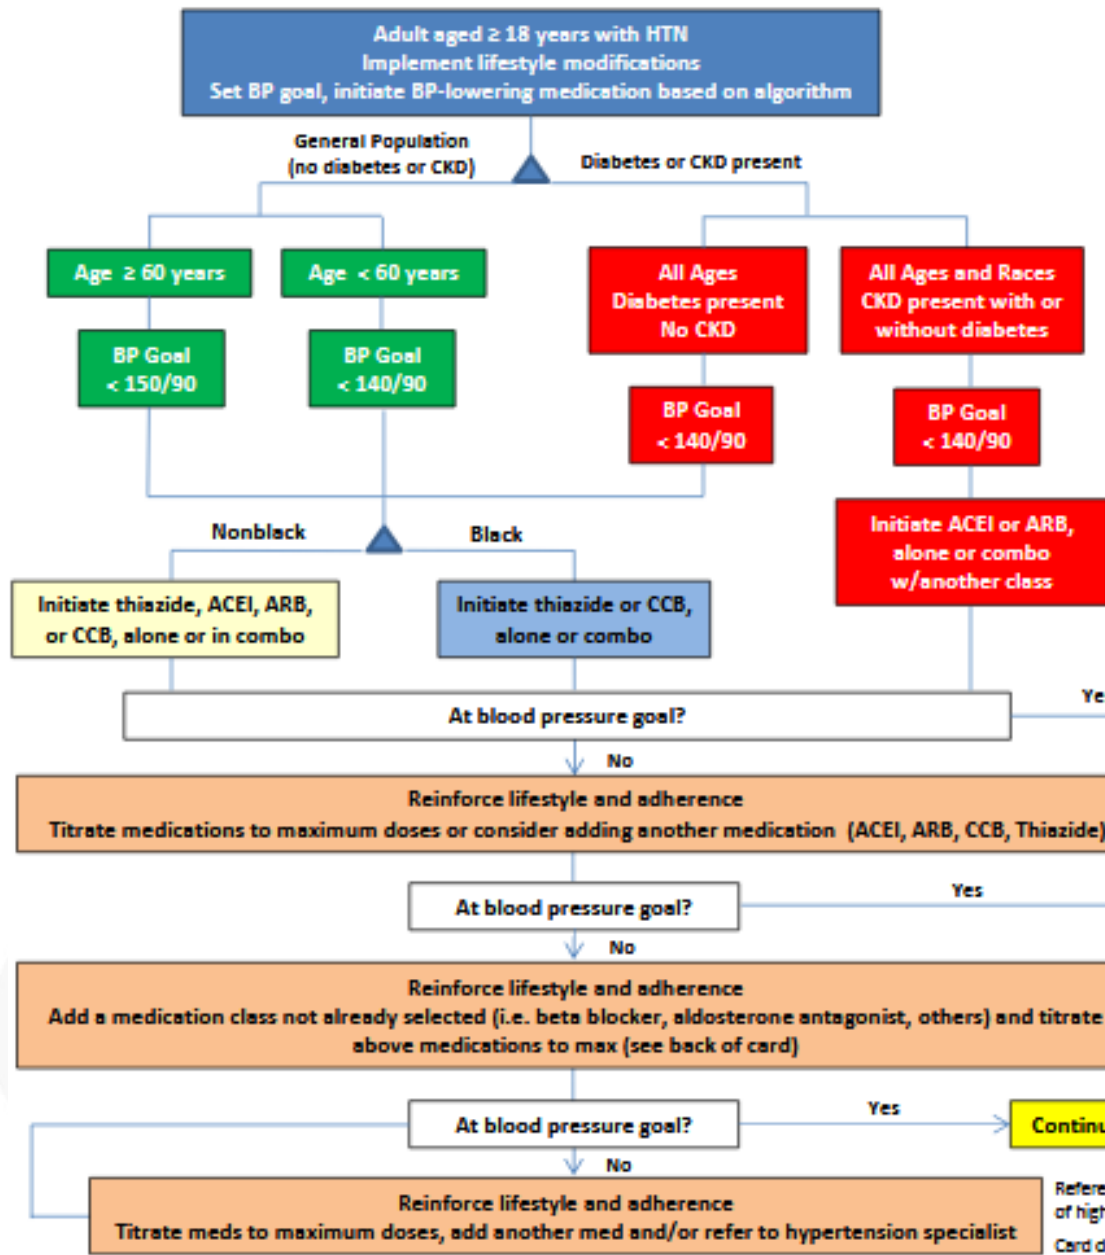 Adult aged ≥ 18 years with HTN
Implement lifestyle modifications
Set BP goal, initiate BP-lowering medication based on algorithm
General Population
(no diabetes or CKD)
Diabetes or CKD present
Age ≥ 60 years
Age < 60 years
All Ages
Diabetes present
No CKD
All Ages and Races
CKD present with or
without diabetes
BP Goal
< 150/90
BP Goal
< 140/90
BP Goal
< 140/90
BP Goal
< 140/90
Initiate ACEI or ARB,
alone or combo
w/another class
Nonblack
Black
Initiate thiazide, ACEI, ARB,
or CCB, alone or in combo
Initiate thiazide or CCB,
alone or combo
At blood pressure goal?
Ye
No
Reinforce lifestyle and adherence
Titrate medications to maximum doses or consider adding another medication (ACEI, ARB, CCB, Thiazide)
At blood pressure goal?
Yes
No
Reinforce lifestyle and adherence
Add a medication class not already selected (i.e. beta blocker, aldosterone antagonist, others) and titrate
above medications to max (see back of card)
At blood pressure goal?
Yes
Continu
No
Reinforce lifestyle and adherence
Titrate meds to maximum doses, add another med and/or refer to hypertension specialist
Refere
of high
Card d